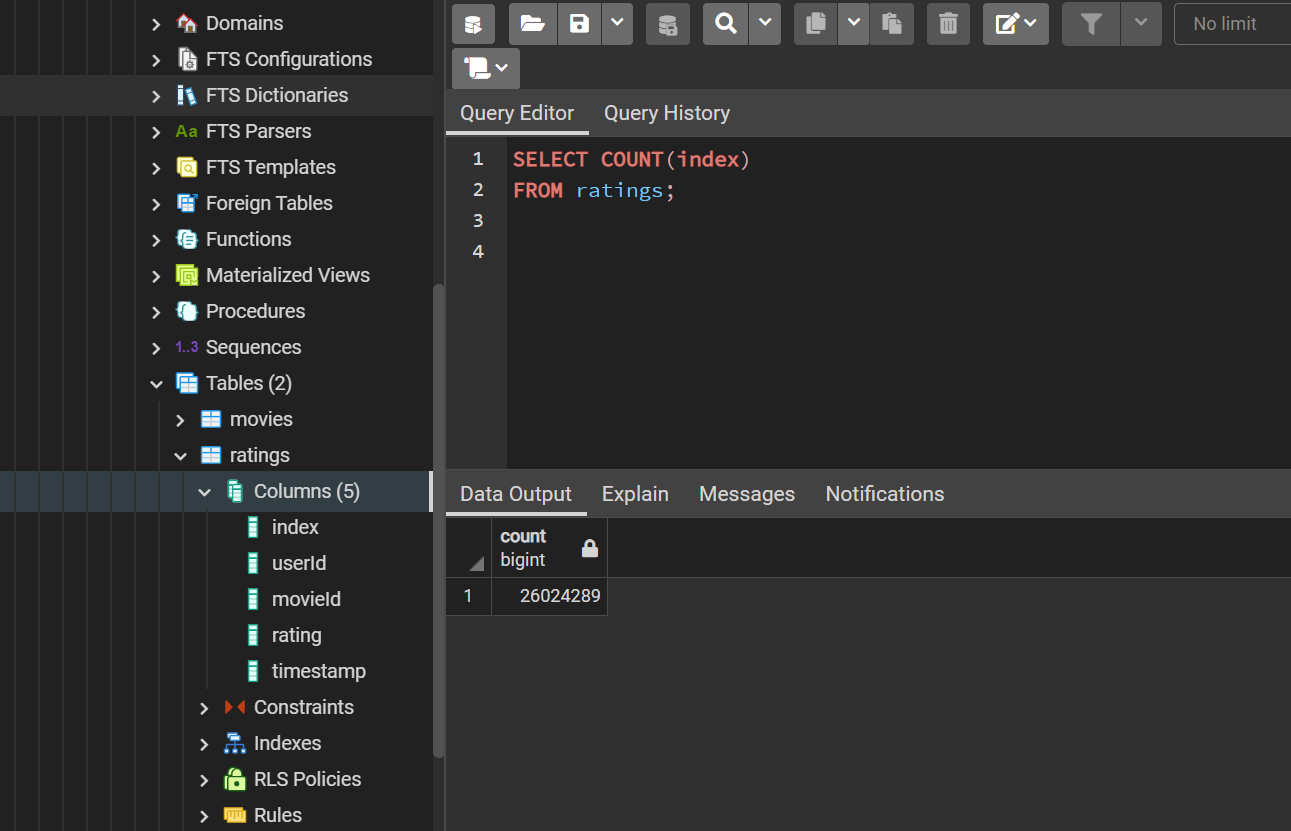 Domains
FTS Configurations
FTS Dictionaries
Aa FTS Parsers
FTS Templates
Foreign Tables
Functions
Materialized Views
Procedures
1..3 Sequences
Tables (2)
movies
ratings
Columns (5)
index
userId
movieId
rating
timestamp
Constraints
Indexes
RLS Policies
Rules
No limit
Query Editor Query History
1 SELECT COUNT(index)
2 FROM ratings;
3
4
Data Output Explain Messages Notifications
count
bigint
1 26024289